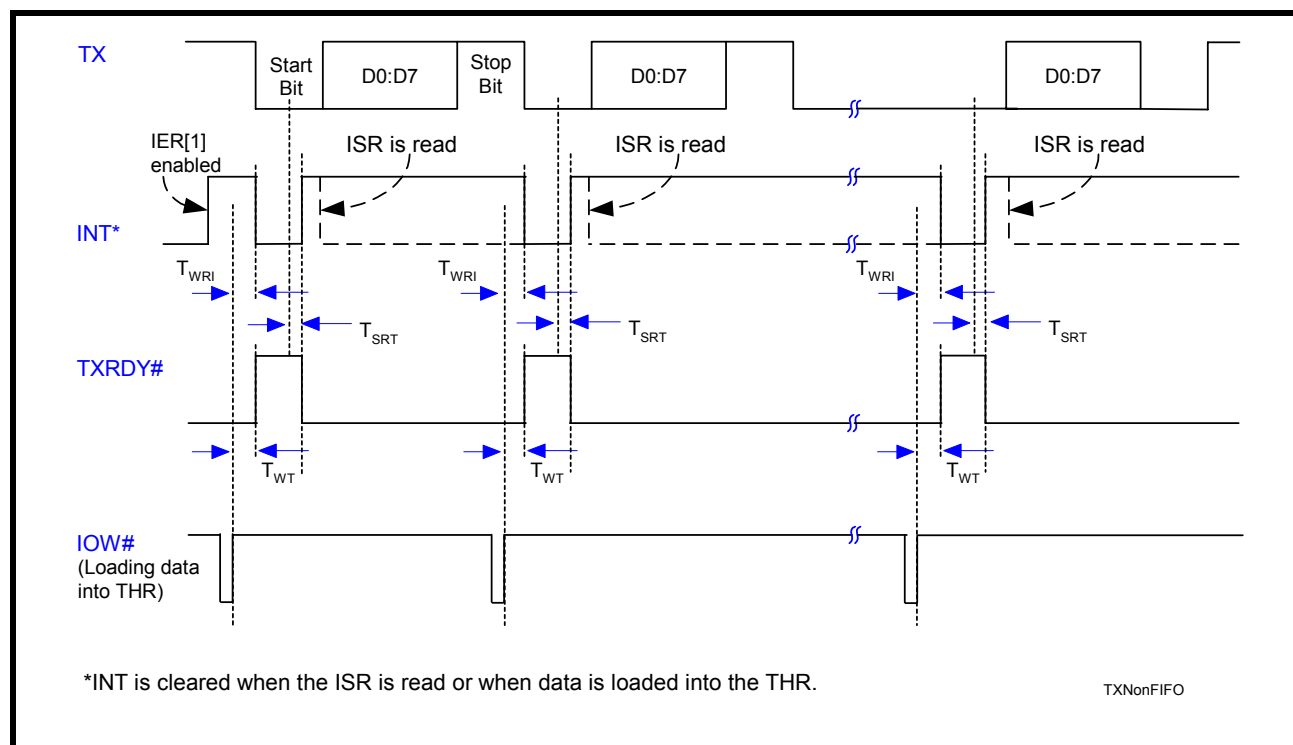 TX
Start
Bit
D0:D7
Stop
Bit
D0:D7
D0:D7
IER[1]
enabled
ISR is read
ISR is read
ISR is read
INT*
TWRI
TWRI
TWRI
TSRT
TSRT
TSRT
TXRDY#
TWT
TWT
TWT
IOW#
(Loading data
into THR)
*INT is cleared when the ISR is read or when data is loaded into the THR.
TXNonFIFO